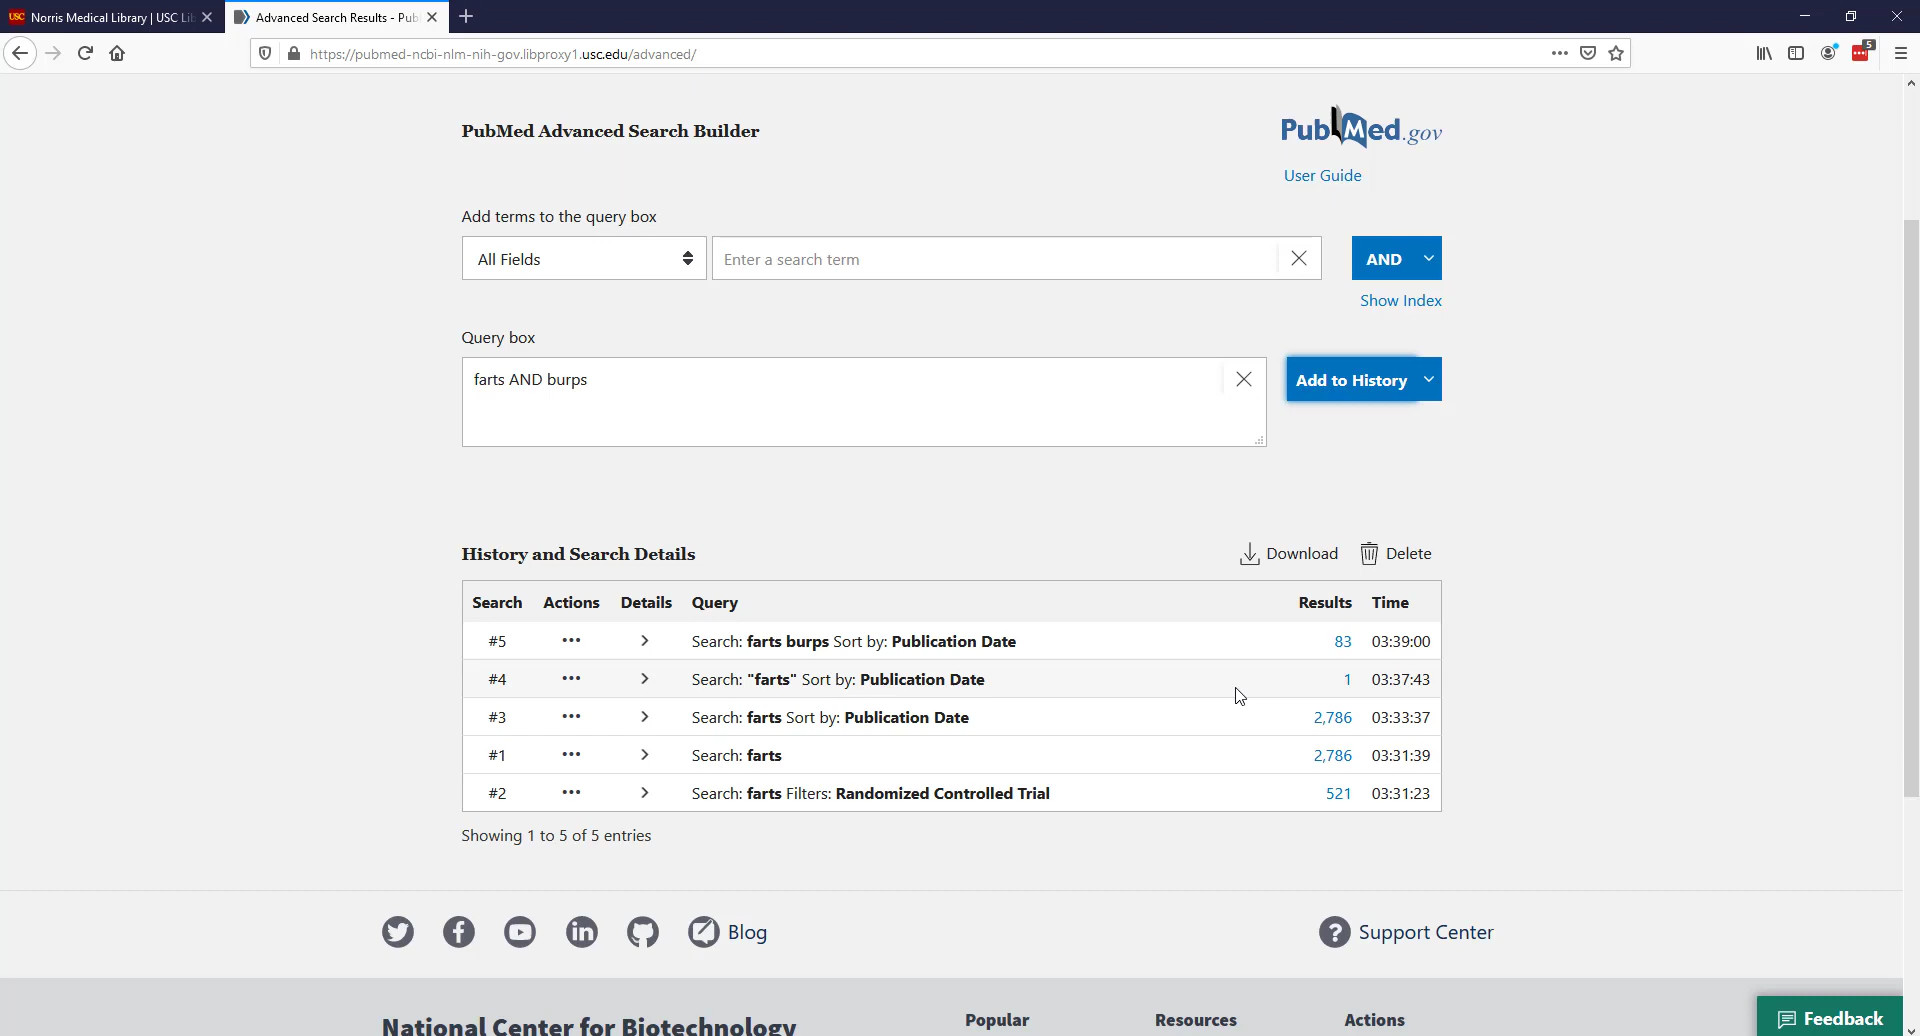 Norris Medical Library | USC Lib
Advanced Search Results - Pub
https://pubmed-ncbi-nlm-nih-gov.libproxy1.usc.edu/advanced/
5
PubMed Advanced Search Builder
PubMed.gov
User Guide
Add terms to the query box
All Fields
Enter a search term
AND
Show Index
Query box
farts AND burps
Add to History
History and Search Details
Download
Delete
Search Actions Details Query Results Time
#5 Search: farts burps Sort by: Publication Date 83 03:39:00
#4 Search: "farts" Sort by: Publication Date 1 03:37:43
#3 Search: farts Sort by: Publication Date 2,786 03:33:37
#1 Search: farts 2,786 03:31:39
#2 Search: farts Filters: Randomized Controlled Trial 521 03:31:23
Showing 1 to 5 of 5 entries
Blog
Support Center
National Center for Biotechnology
Popular
Resources
Actions
Feedback